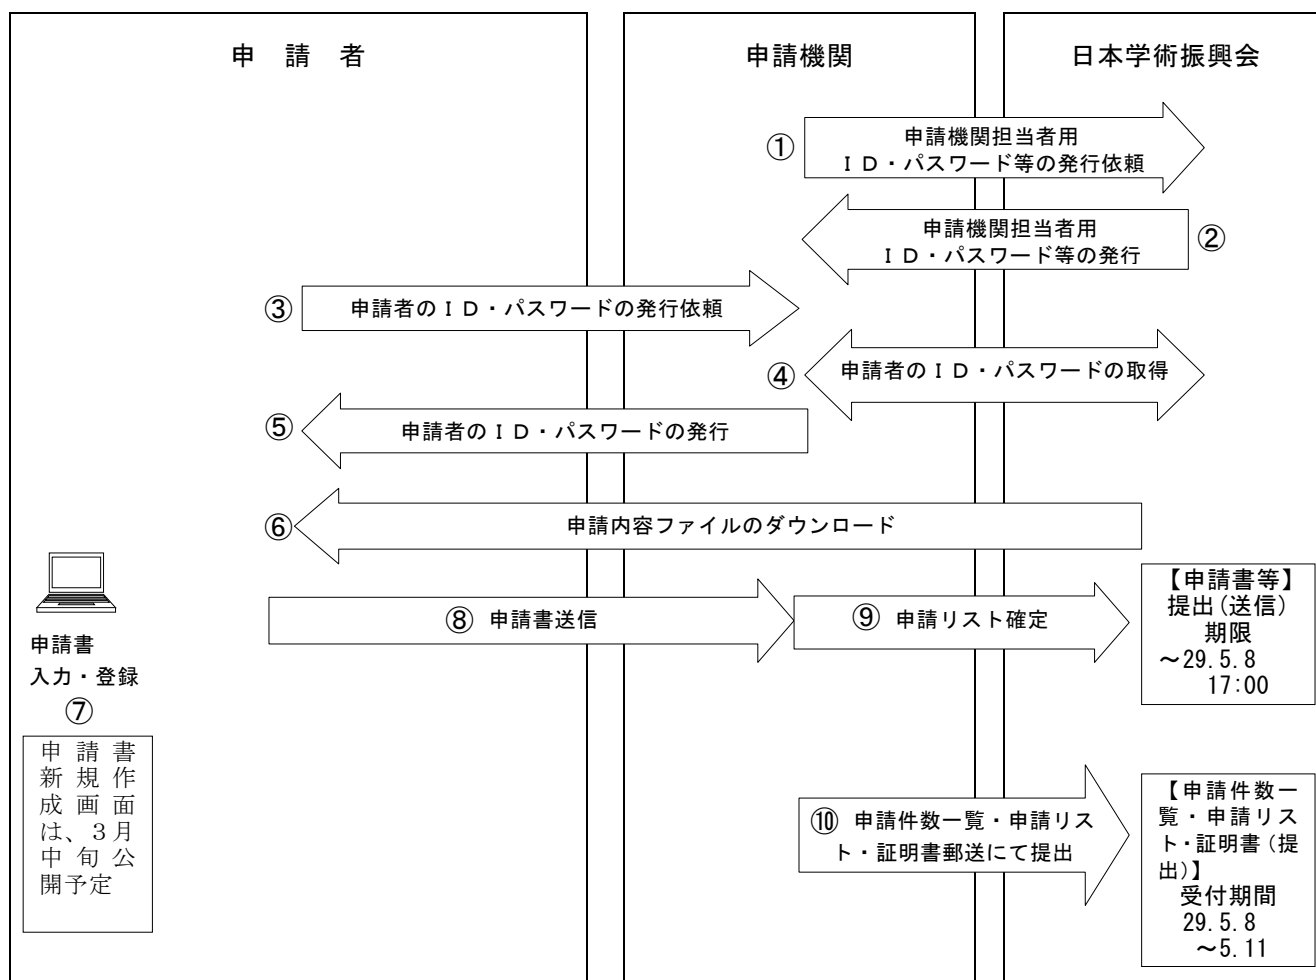 申　請　者
申請機関
日本学術振興会
①
申請機関担当者用
ＩＤ・パスワード等の発行依頼
申請機関担当者用
ＩＤ・パスワード等の発行
②
③
申請者のＩＤ・パスワードの発行依頼
④
申請者のＩＤ・パスワードの取得
⑤
申請者のＩＤ・パスワードの発行
⑥
申請内容ファイルのダウンロード
申請書
入力・登録
⑦
申請書
新規作
成画面
は、３月
中旬公
開予定
⑧ 申請書送信
⑨ 申請リスト確定
【申請書等】
提出(送信)
期限
～29.5.8
17:00
⑩ 申請件数一覧・申請リス
ト・証明書郵送にて提出
【申請件数一
覧・申請リス
ト・証明書(提
出)】
受付期間
29.5.8
～5.11